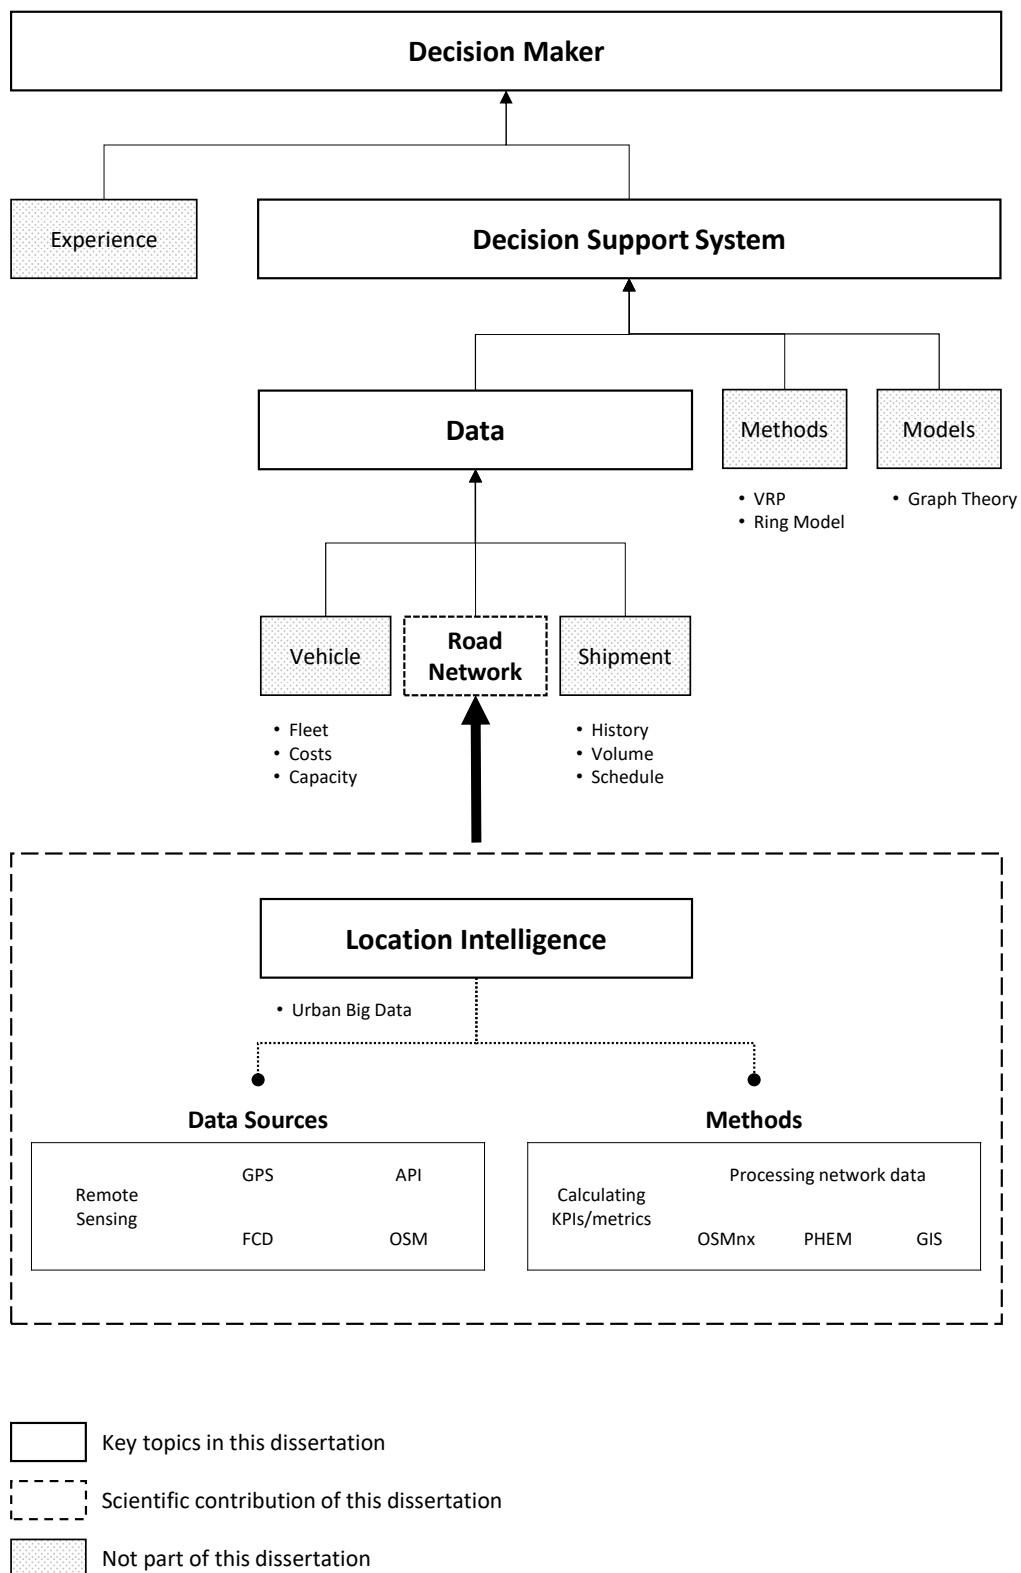 Decision Maker
Experience
Decision Support System
Data
Methods
Models
• VRP
• Ring Model
• Graph Theory
Vehicle
Road
Network
Shipment
• Fleet
• Costs
• Capacity
• History
• Volume
• Schedule
Location Intelligence
• Urban Big Data
Data Sources
Remote
Sensing
GPS
API
FCD
OSM
Methods
Calculating
KPIs/metrics
Processing network data
OSMnx
PHEM
GIS
Key topics in this dissertation
Scientific contribution of this dissertation
Not part of this dissertation